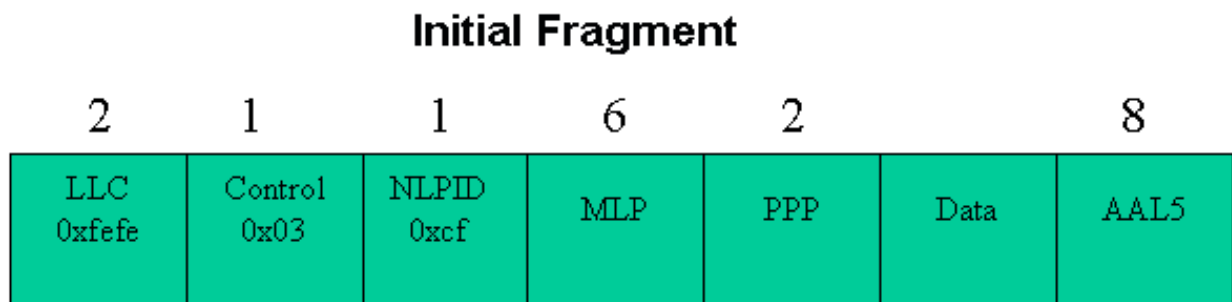 Initial Fragment
2 1 1 6 2 8
LLC Control NLPID MLP PPP Data AAL5
0xfefe 0x03 0xcf